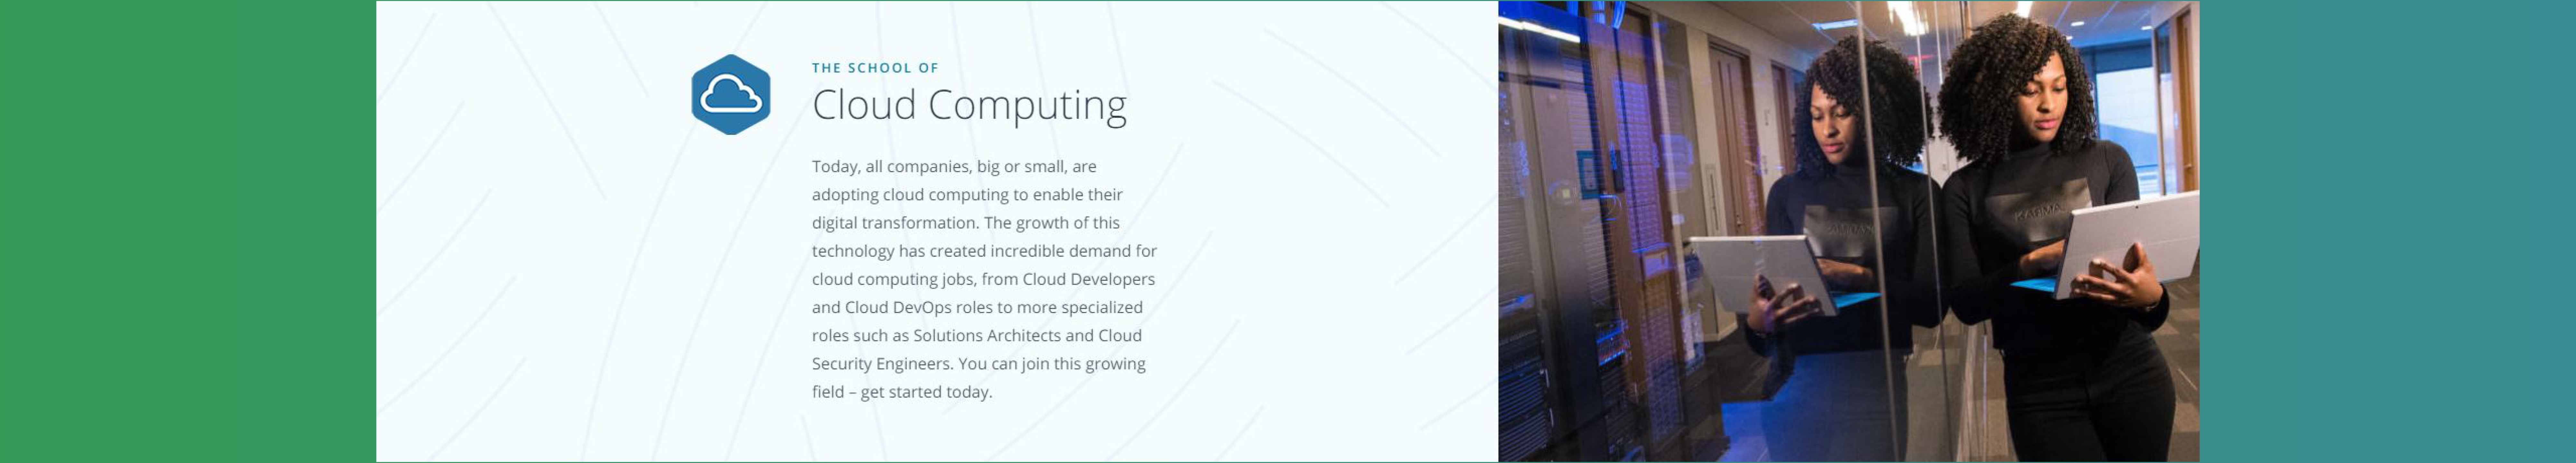 THE SCHOOL OF
Cloud Computing
Today, all companies, big or small, are
adopting cloud computing to enable their
digital transformation. The growth of this
technology has created incredible demand for
cloud computing jobs, from Cloud Developers
and Cloud DevOps roles to more specialized
roles such as Solutions Architects and Cloud
Security Engineers. You can join this growing
field – get started today.